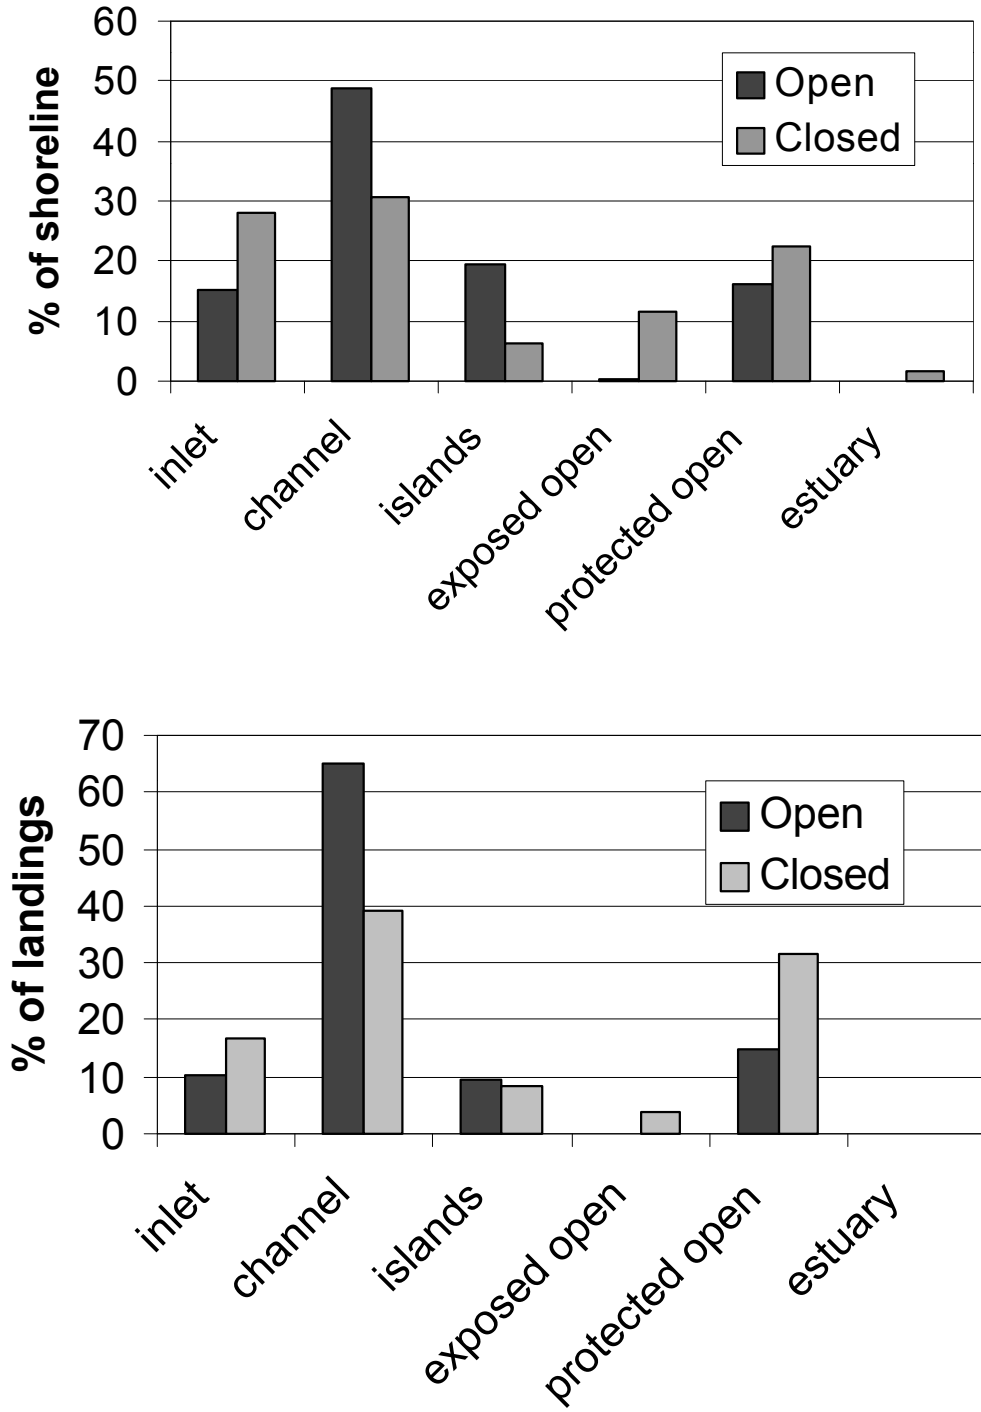 % of shoreline
60
50
40
30
20
10
0
Open
Closed
inlet
channel
islands
exposed open
protected open
estuary
% of landings
70
60
50
40
30
20
10
0
Open
Closed
inlet
channel
islands
exposed open
protected open
estuary